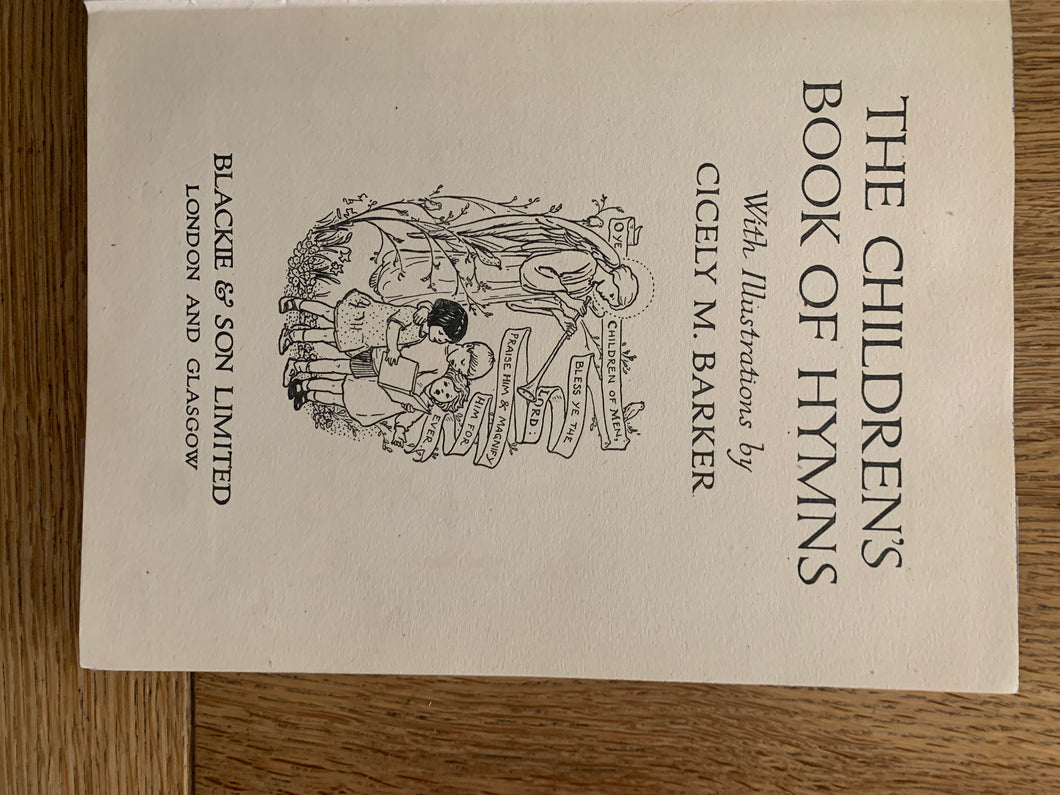 THE CHILDREN'S
BOOK OF HYMNS
With Illustrations by
CICELY M. BARKER
O YE
CHILDREN OF MEN,
BLESS YE THE
LORD.
PRAISE HIM & MAGNIFY
HIM FOR
EVER.
BLACKIE & SON LIMITED
LONDON AND GLASGOW